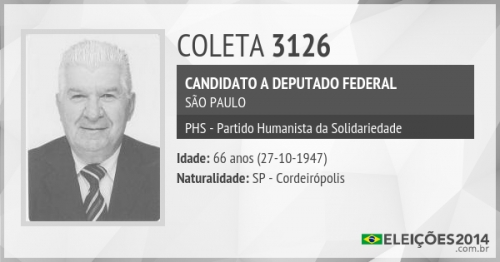 COLETA 3126
CANDIDATO A DEPUTADO FEDERAL
SÃO PAULO
PHS - Partido Humanista da Solidariedade
Idade: 66 anos (27-10-1947)
Naturalidade: SP - Cordeirópolis
ELEIÇÕES2014
.com.br